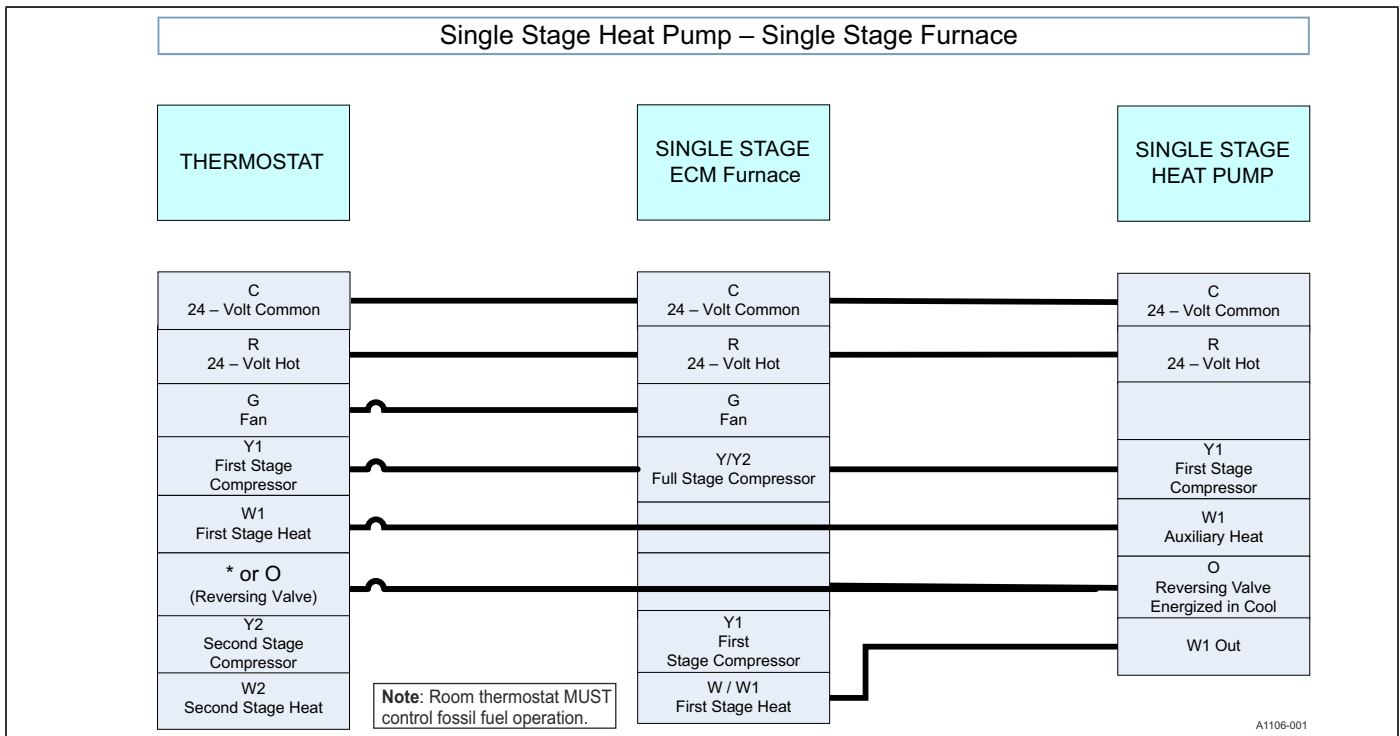 Single Stage Heat Pump – Single Stage Furnace
THERMOSTAT
SINGLE STAGE
ECM Furnace
SINGLE STAGE
HEAT PUMP
C
24 – Volt Common
R
24 – Volt Hot
G
Fan
Y1
First Stage
Compressor
W1
First Stage Heat
* or O
(Reversing Valve)
Y2
Second Stage
Compressor
W2
Second Stage Heat
C
24 – Volt Common
R
24 – Volt Hot
G
Fan
Y/Y2
Full Stage Compressor
Y1
First
Stage Compressor
W / W1
First Stage Heat
C
24 – Volt Common
R
24 – Volt Hot
Y1
First Stage
Compressor
W1
Auxiliary Heat
O
Reversing Valve
Energized in Cool
W1 Out
Note: Room thermostat MUST
control fossil fuel operation.
A1106-001